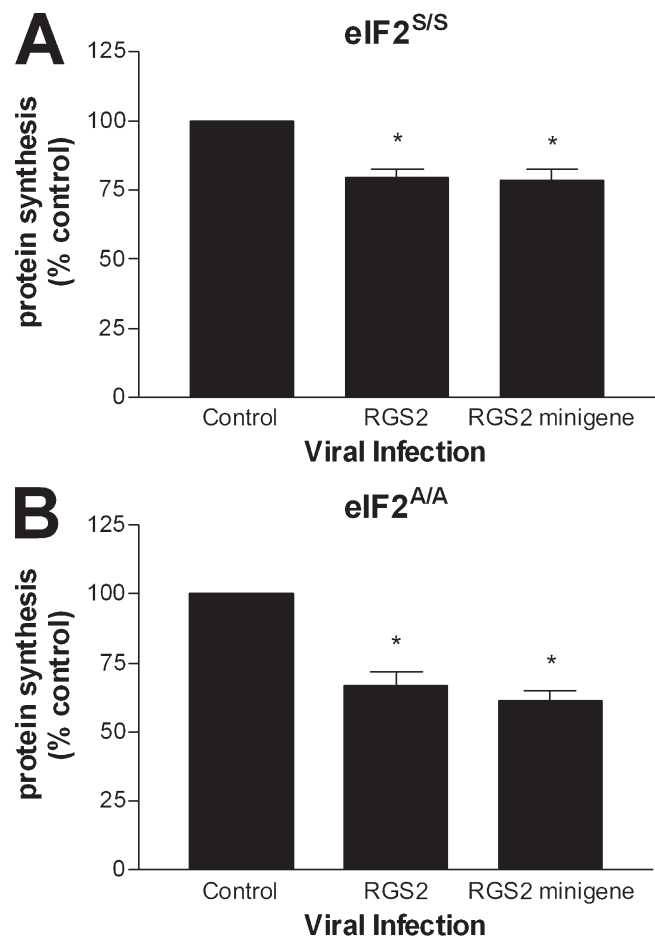 A
eIF2S/S
protein synthesis
(% control)
125
100
75
50
25
0
*
*
Control
RGS2
RGS2 minigene
Viral Infection
B
eIF2A/A
protein synthesis
(% control)
125
100
75
50
25
0
*
*
Control
RGS2
RGS2 minigene
Viral Infection